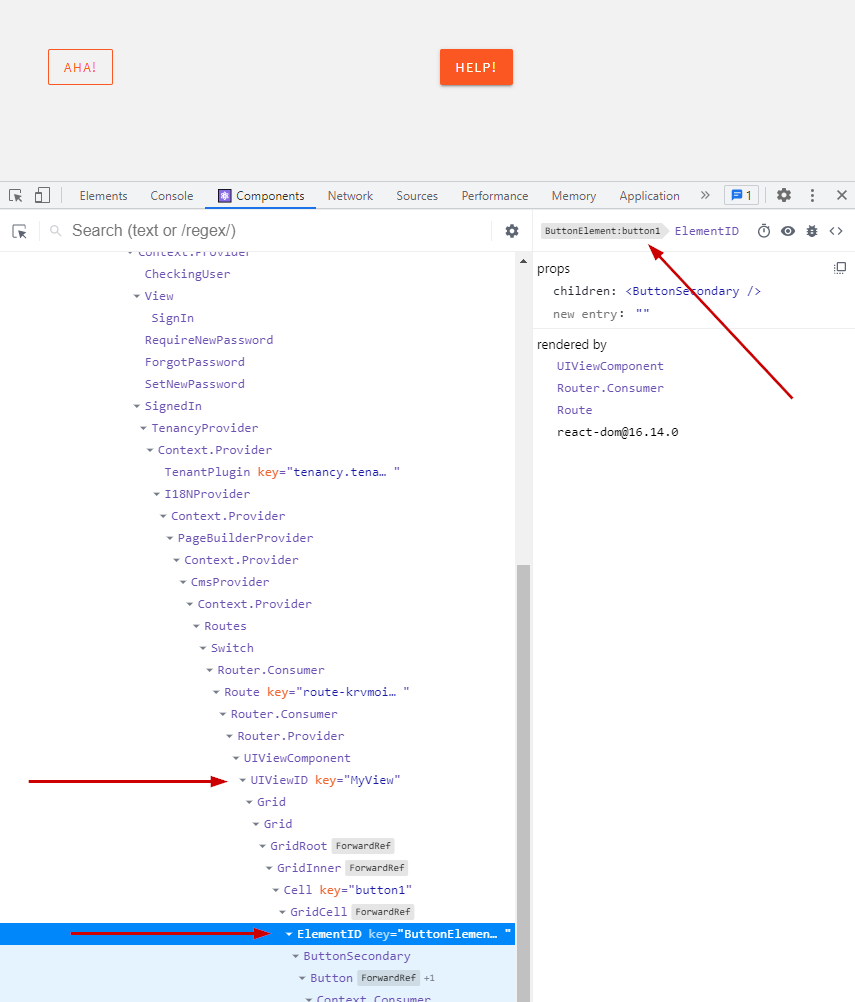 AHA!
HELP!
Elements Console Components Network Sources Performance Memory Application » 1
Search (text or /regex/)
ButtonElement:button1 ElementID
Context.Provider
CheckingUser
View
SignIn
RequireNewPassword
ForgotPassword
SetNewPassword
SignedIn
TenancyProvider
Context.Provider
TenantPlugin key="tenancy.tena… "
I18NProvider
Context.Provider
PageBuilderProvider
Context.Provider
CmsProvider
Context.Provider
Routes
Switch
Router.Consumer
Route key="route-krvmoi… "
Router.Consumer
Router.Provider
UIViewComponent
UIViewID key="MyView"
Grid
Grid
GridRoot ForwardRef
GridInner ForwardRef
Cell key="button1"
GridCell ForwardRef
ElementID key="ButtonElemen… "
ButtonSecondary
Button ForwardRef +1
Context.Consumer
props
children: <ButtonSecondary />
new entry: ""
rendered by
UIViewComponent
Router.Consumer
Route
react-dom@16.14.0